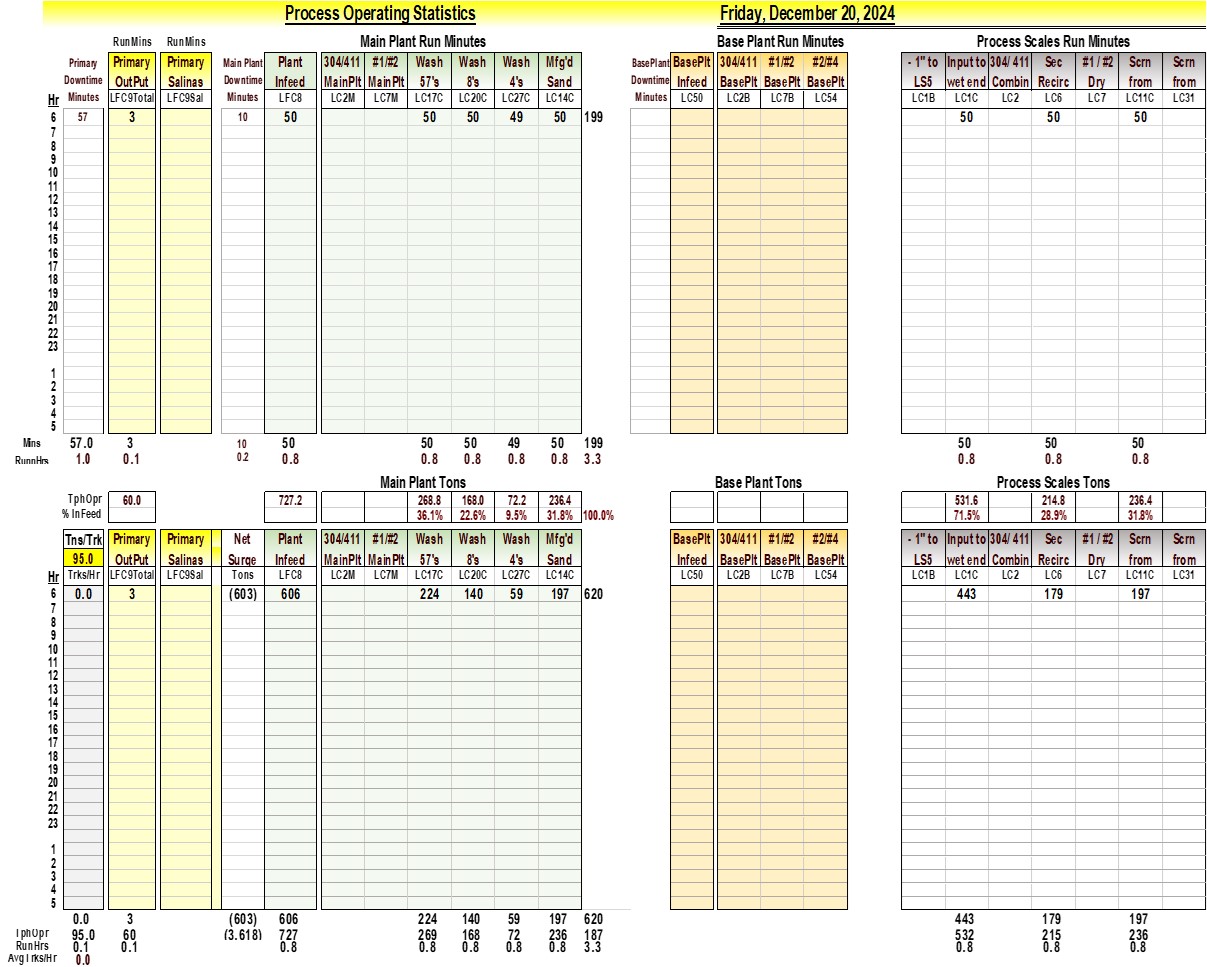 Process Operating Statistics Friday, December 20, 2024
RunMins RunMins Main Plant Run Minutes Base Plant Run Minutes Process Scales Run Minutes
Primary Primary Primary Main Plant Plant 304/411 #1/#2 Wash Wash Wash Mfg'd BasePlant BasePlt 304/411 #1/#2 #2/#4 - 1" to Input to 304/ 411 Sec #1 / #2 Scrn Scrn
Downtime OutPut Salinas Downtime Infeed MainPlt MainPlt 57's 8's 4's Sand Downtime Infeed BasePlt BasePlt BasePlt LS5 wet end Combin Recirc Dry from from
Hr Minutes LFC9Total LFC9Sal Minutes LFC8 LC2M LC7M LC17C LC20C LC27C LC14C Minutes LC50 LC2B LC7B LC54 LC1B LC1C LC2 LC6 LC7 LC11C LC31
6 57 3 10 50 50 50 49 50 199 50 50 50
7
8
9
10
11
12
13
14
15
16
17
18
19
20
21
22
23
1
2
3
4
5
Mins 57.0 3 10 50 50 50 49 50 199 50 50 50
RunnHrs 1.0 0.1 0.2 0.8 0.8 0.8 0.8 0.8 3.3 0.8 0.8 0.8
Main Plant Tons Base Plant Tons Process Scales Tons
TphOpr 60.0 727.2 268.8 168.0 72.2 236.4 531.6 214.8 236.4
% InFeed 36.1% 22.6% 9.5% 31.8% 100.0% 71.5% 28.9% 31.8%
Tns/Trk Primary Primary Net Plant 304/411 #1/#2 Wash Wash Wash Mfg'd BasePlt 304/411 #1/#2 #2/#4 - 1" to Input to 304/ 411 Sec #1 / #2 Scrn Scrn
95.0 OutPut Salinas Surge Infeed MainPlt MainPlt 57's 8's 4's Sand Infeed BasePlt BasePlt BasePlt LS5 wet end Combin Recirc Dry from from
Hr Trks/Hr LFC9Total LFC9Sal Tons LFC8 LC2M LC7M LC17C LC20C LC27C LC14C LC50 LC2B LC7B LC54 LC1B LC1C LC2 LC6 LC7 LC11C LC31
6 0.0 3 (603) 606 224 140 59 197 620 443 179 197
7
8
9
10
11
12
13
14
15
16
17
18
19
20
21
22
23
1
2
3
4
5
0.0 3 (603) 606 224 140 59 197 620 443 179 197
TphOpr 95.0 60 (3.618) 727 269 168 72 236 187 532 215 236
RunHrs 0.1 0.1 0.8 0.8 0.8 0.8 0.8 3.3 0.8 0.8 0.8
AvgTrks/Hr 0.0